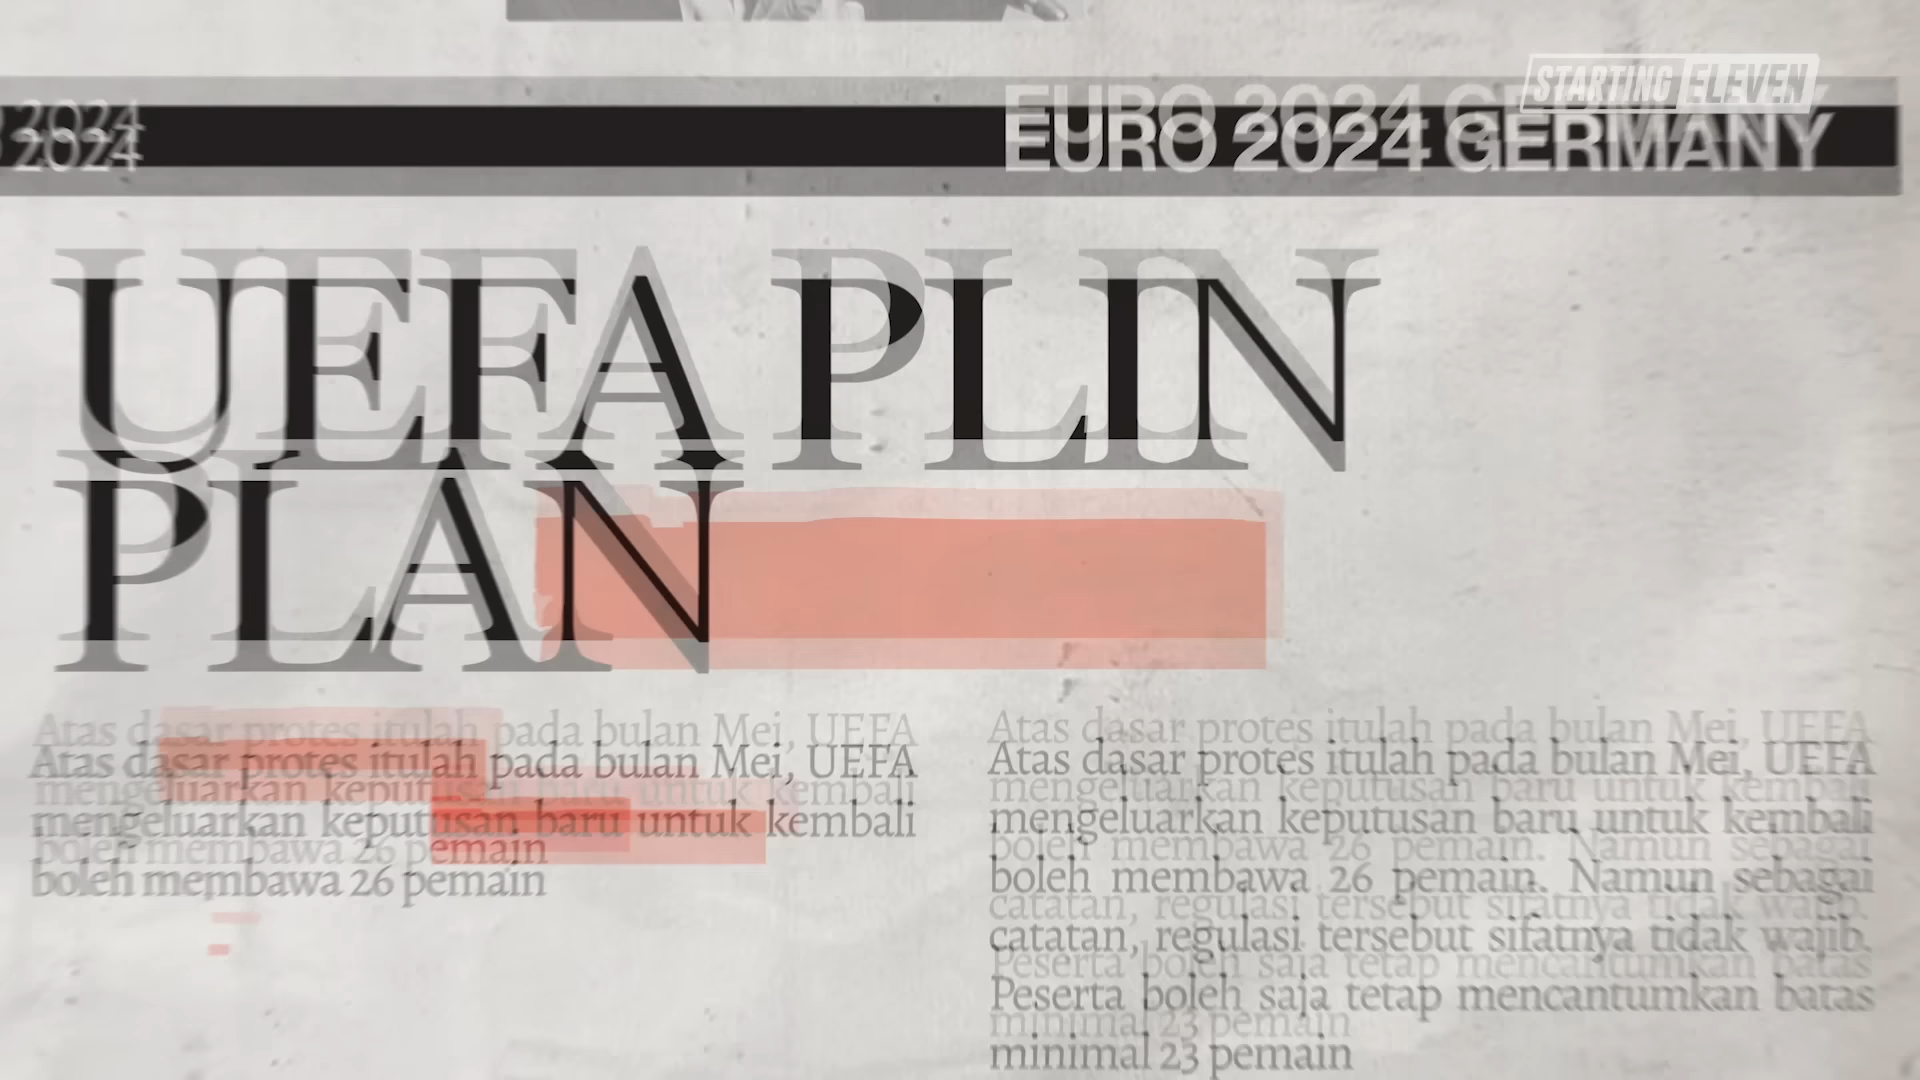 STARTING ELEVEN
2024
EURO 2024 GERMANY
UEFA PLIN
PLAN
Atas dasar protes itulah pada bulan Mei, UEFA
mengeluarkan keputusan baru untuk kembali
boleh membawa 26 pemain
Atas dasar protes itulah pada bulan Mei, UEFA
mengeluarkan keputusan baru untuk kembali
boleh membawa 26 pemain. Namun sebagai
catatan, regulasi tersebut sifatnya tidak wajib.
Peserta boleh saja tetap mencantumkan batas
minimal 23 pemain